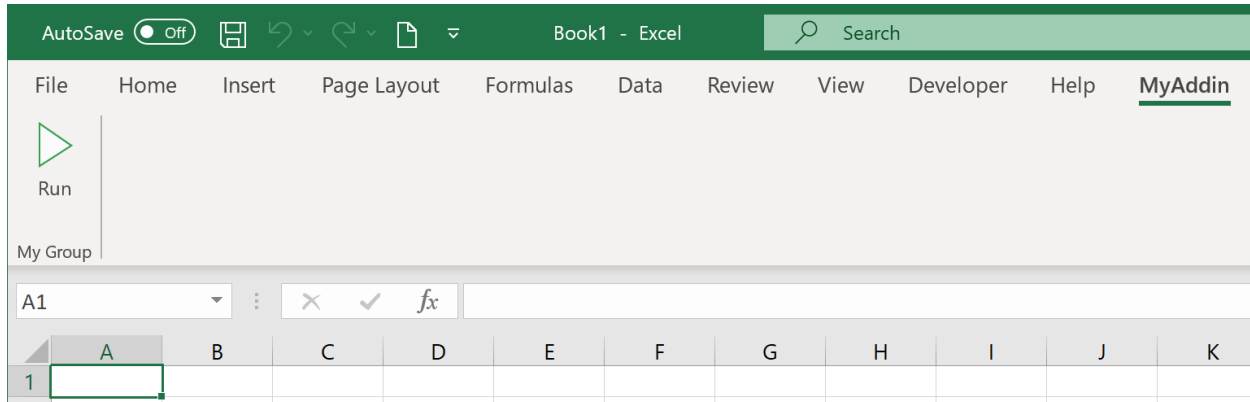 AutoSave Off Book1 - Excel Search
File Home Insert Page Layout Formulas Data Review View Developer Help MyAddin
Run
My Group
A1 fx
A B C D E F G H I J K
1